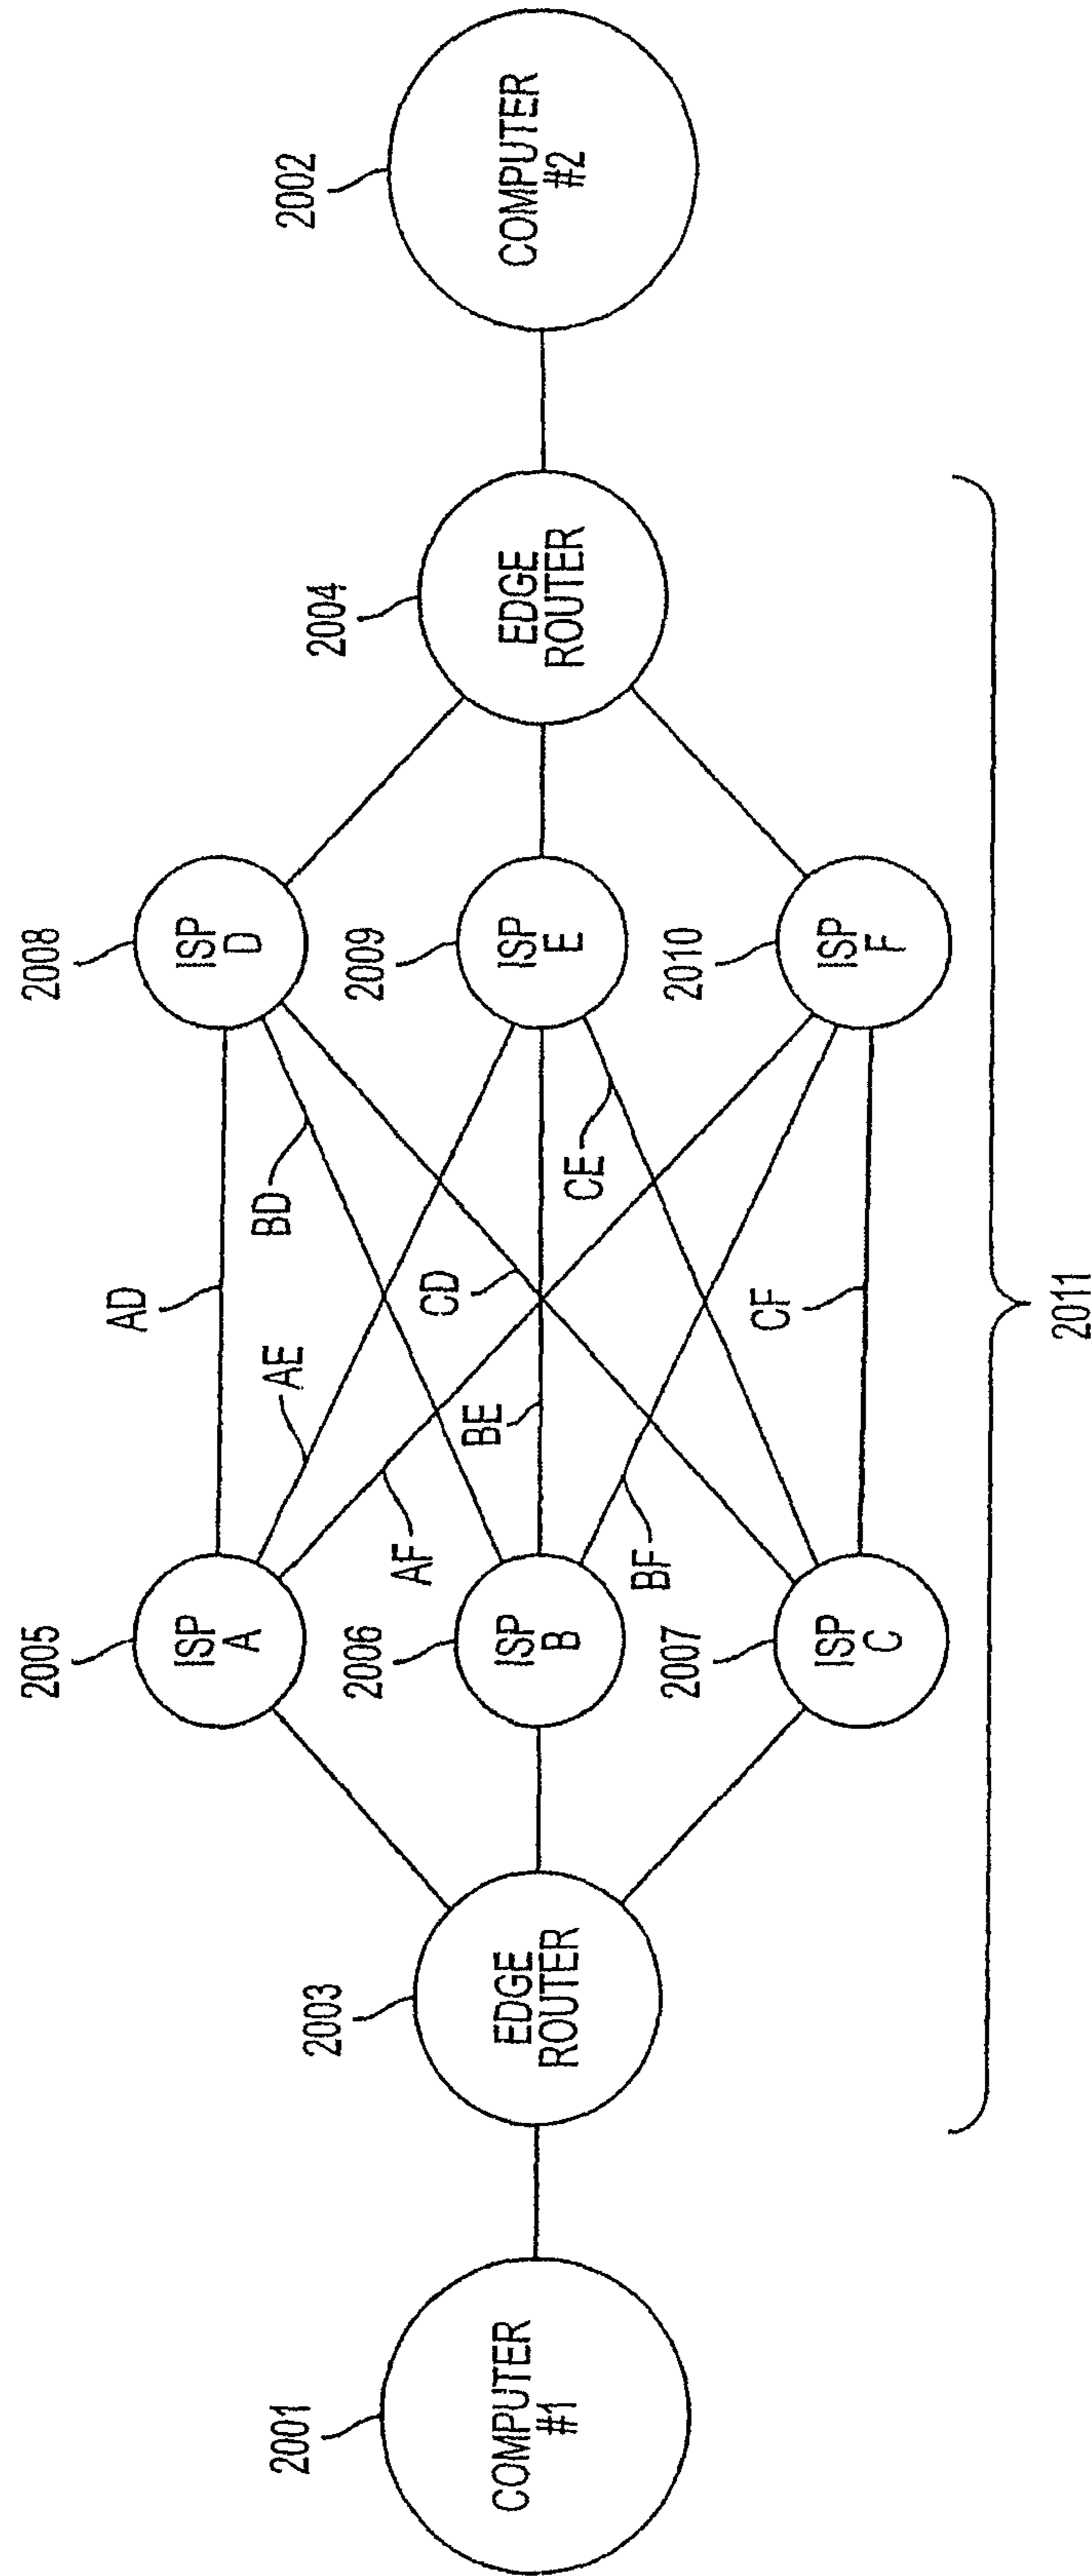 2001
COMPUTER
#1
2003
EDGE
ROUTER
2005
ISP
A
2006
ISP
B
2007
ISP
C
AD
AE
BD
AF
CD
BE
CE
BF
CF
2008
ISP
D
2009
ISP
E
2010
ISP
F
2004
EDGE
ROUTER
2002
COMPUTER
#2
2011